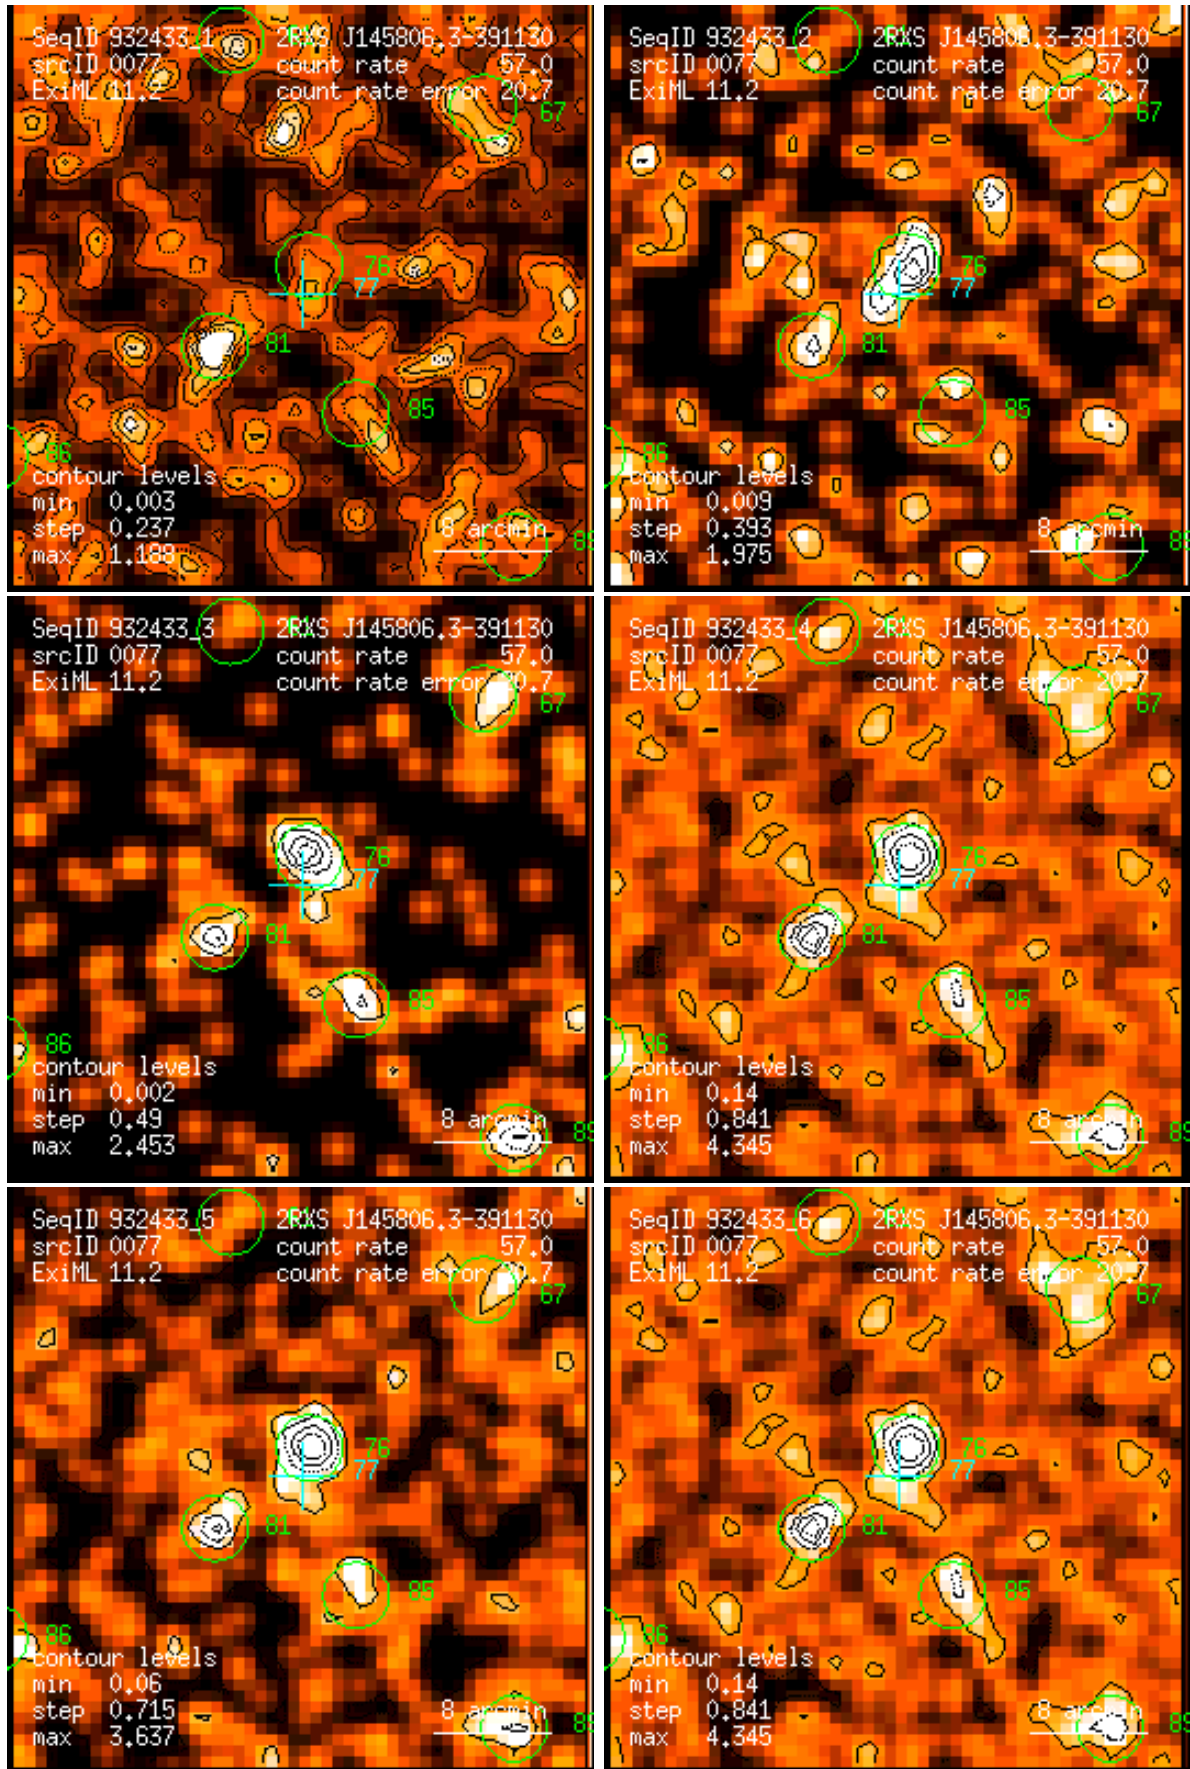 SeqID 932433_1 2RXS J145806.3-391130
srcID 0077 count rate 57.0
ExiML 11.2 count rate error 20.7
67
76
77
81
85
86
contour levels
min 0.003
step 0.237 8 arcmin
max 1.188
SeqID 932433_2 2RXS J145806.3-391130
srcID 0077 count rate 57.0
ExiML 11.2 count rate error 20.7
67
76
77
81
85
86
contour levels
min 0.009
step 0.393 8 arcmin
max 1.975
SeqID 932433_3 2RXS J145806.3-391130
srcID 0077 count rate 57.0
ExiML 11.2 count rate error 20.7
67
76
77
81
85
86
contour levels
min 0.002
step 0.49 8 arcmin
max 2.453
SeqID 932433_4 2RXS J145806.3-391130
srcID 0077 count rate 57.0
ExiML 11.2 count rate error 20.7
67
76
77
81
85
86
contour levels
min 0.14
step 0.841 8 arcmin
max 4.345
SeqID 932433_5 2RXS J145806.3-391130
srcID 0077 count rate 57.0
ExiML 11.2 count rate error 20.7
67
76
77
81
85
86
contour levels
min 0.06
step 0.715 8 arcmin
max 3.637
SeqID 932433_6 2RXS J145806.3-391130
srcID 0077 count rate 57.0
ExiML 11.2 count rate error 20.7
67
76
77
81
85
86
contour levels
min 0.14
step 0.841 8 arcmin
max 4.345